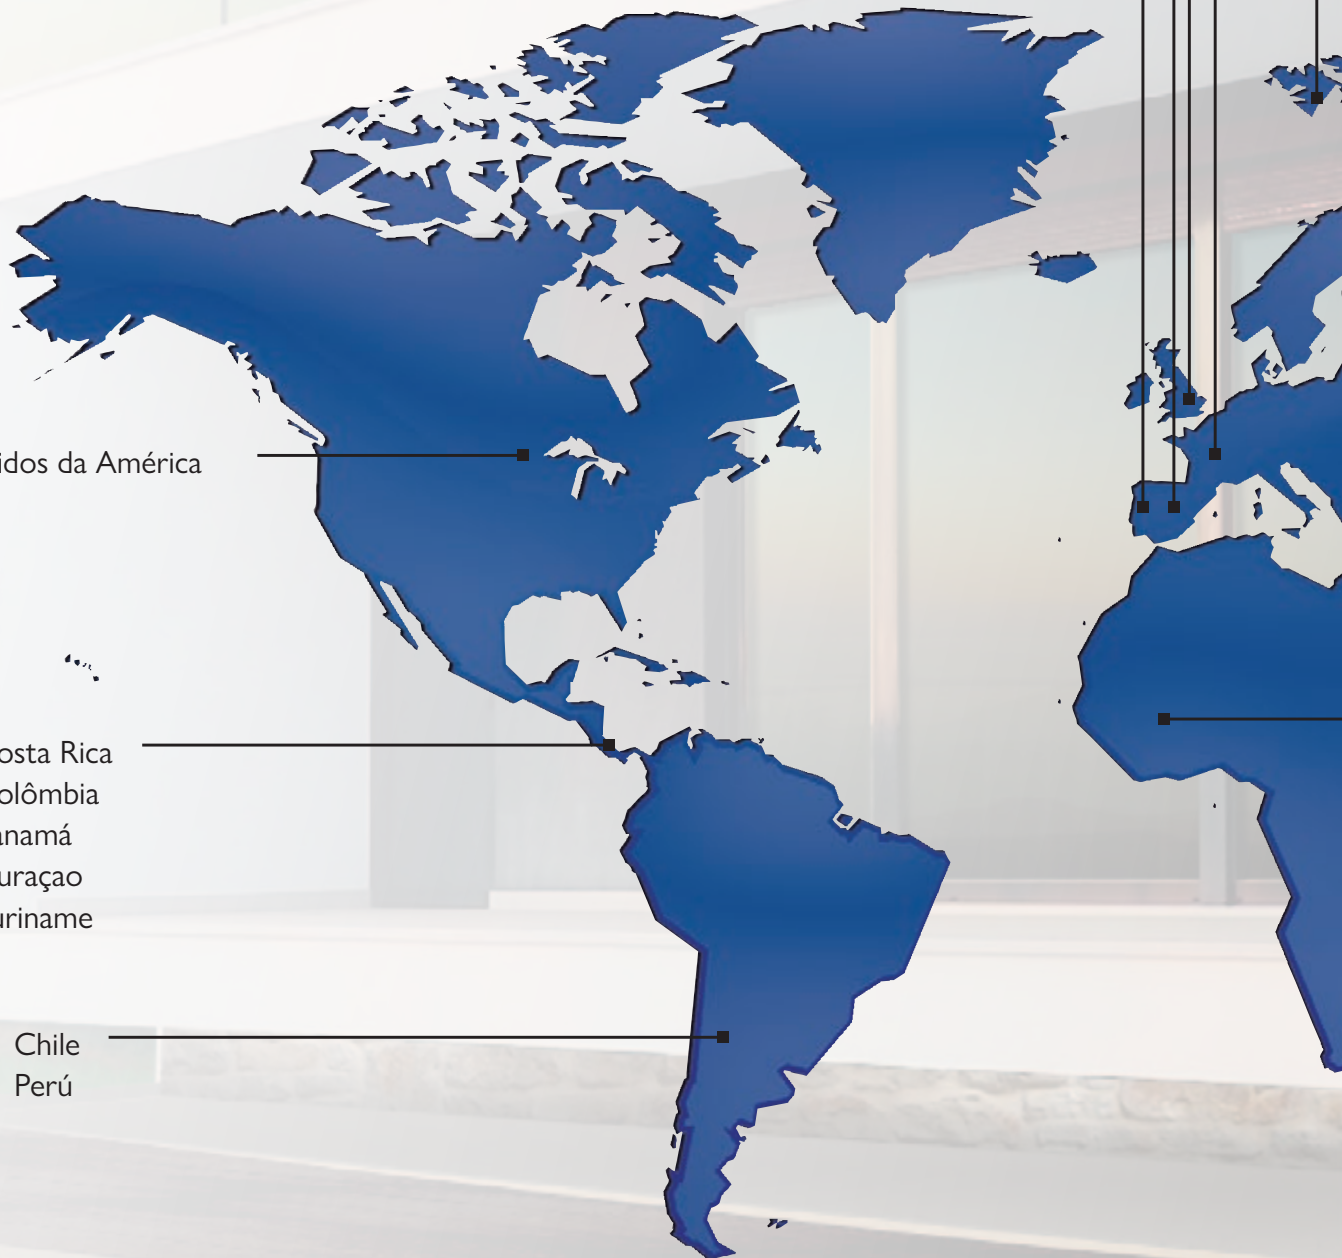 idos da América
osta Rica
olômbia
anamá
uraçao
uriname
Chile
Perú